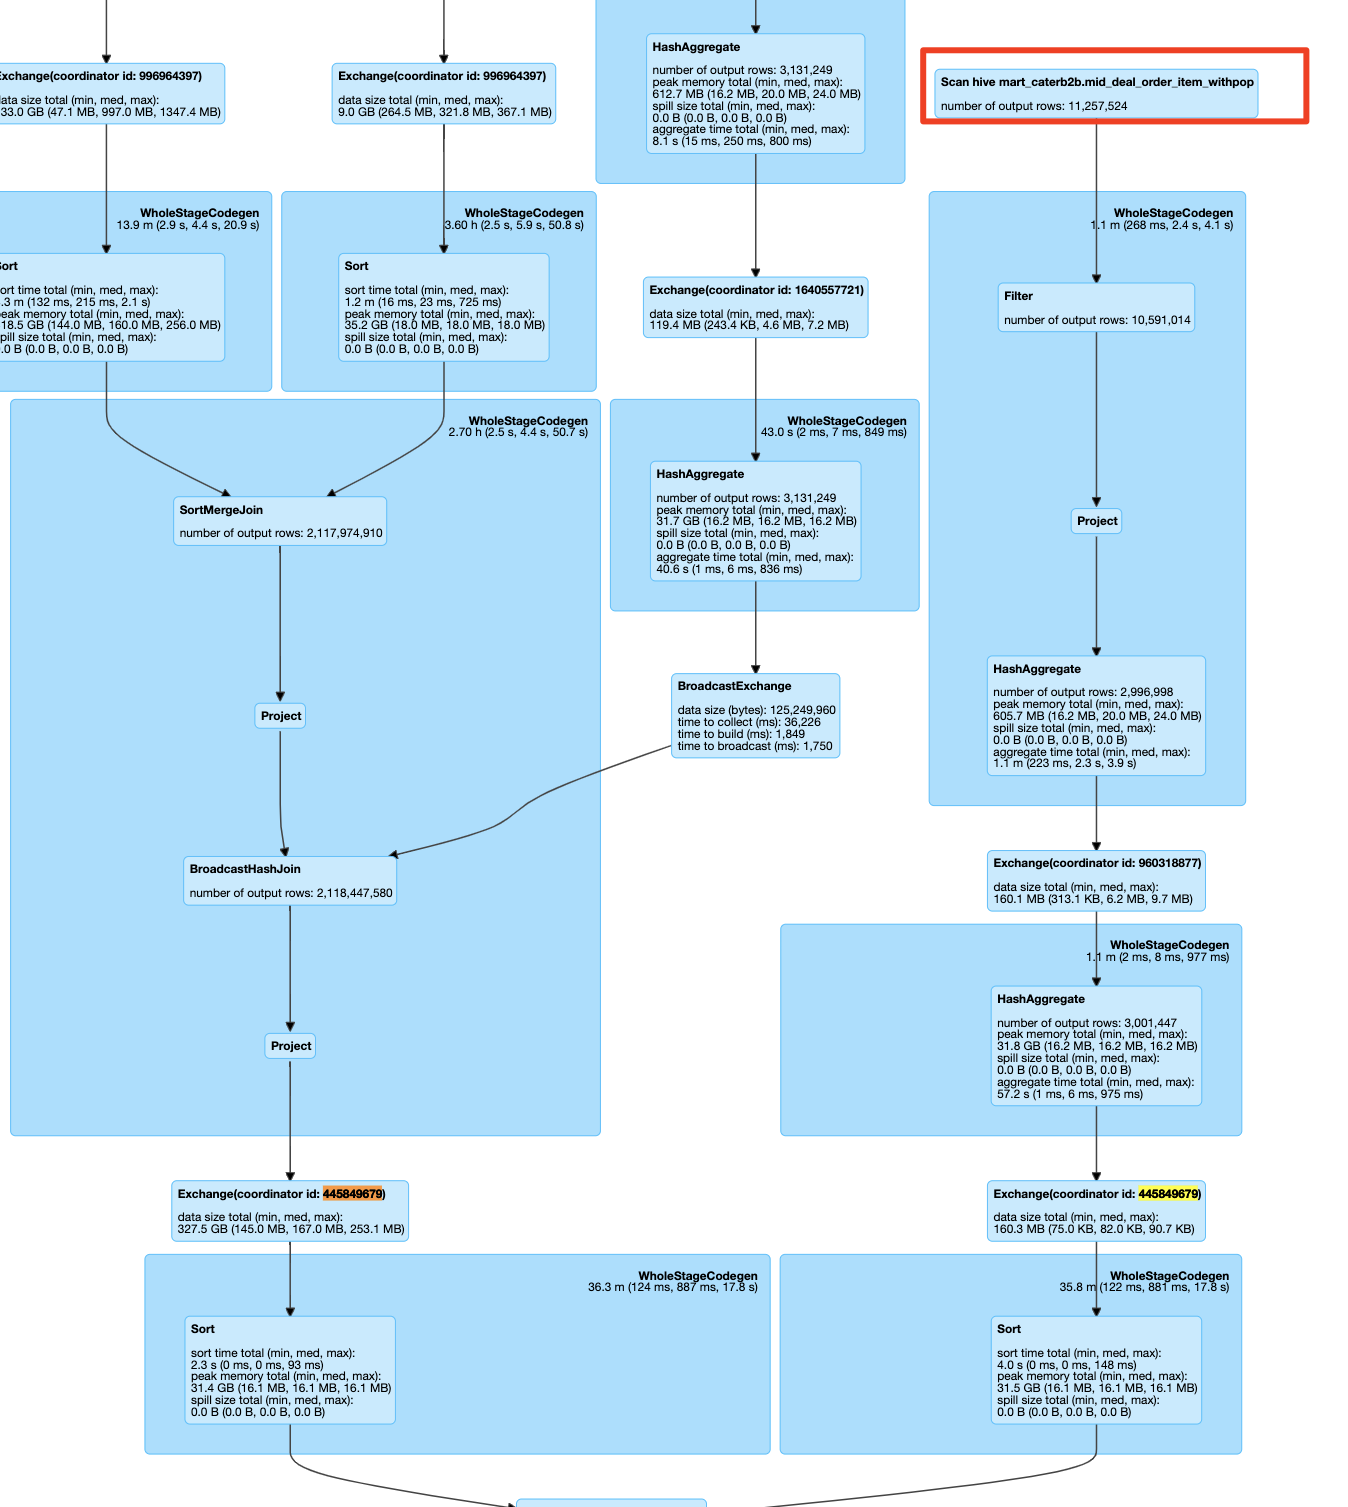 Exchange(coordinator id: 996964397)
data size total (min, med, max):
33.0 GB (47.1 MB, 997.0 MB, 1347.4 MB)
Exchange(coordinator id: 996964397)
data size total (min, med, max):
9.0 GB (264.5 MB, 321.8 MB, 367.1 MB)
HashAggregate
number of output rows: 3,131,249
peak memory total (min, med, max):
612.7 MB (16.2 MB, 20.0 MB, 24.0 MB)
spill size total (min, med, max):
0.0 B (0.0 B, 0.0 B, 0.0 B)
aggregate time total (min, med, max):
8.1 s (15 ms, 250 ms, 800 ms)
Scan hive mart_caterb2b.mid_deal_order_item_withpop
number of output rows: 11,257,524
WholeStageCodegen
13.9 m (2.9 s, 4.4 s, 20.9 s)
Sort
sort time total (min, med, max):
.3 m (132 ms, 215 ms, 2.1 s)
peak memory total (min, med, max):
18.5 GB (144.0 MB, 160.0 MB, 256.0 MB)
spill size total (min, med, max):
.0 B (0.0 B, 0.0 B, 0.0 B)
WholeStageCodegen
3.60 h (2.5 s, 5.9 s, 50.8 s)
Sort
sort time total (min, med, max):
1.2 m (16 ms, 23 ms, 725 ms)
peak memory total (min, med, max):
35.2 GB (18.0 MB, 18.0 MB, 18.0 MB)
spill size total (min, med, max):
0.0 B (0.0 B, 0.0 B, 0.0 B)
Exchange(coordinator id: 1640557721)
data size total (min, med, max):
119.4 MB (243.4 KB, 4.6 MB, 7.2 MB)
WholeStageCodegen
1.1 m (268 ms, 2.4 s, 4.1 s)
Filter
number of output rows: 10,591,014
Project
HashAggregate
number of output rows: 2,996,998
peak memory total (min, med, max):
605.7 MB (16.2 MB, 20.0 MB, 24.0 MB)
spill size total (min, med, max):
0.0 B (0.0 B, 0.0 B, 0.0 B)
aggregate time total (min, med, max):
1.1 m (223 ms, 2.3 s, 3.9 s)
WholeStageCodegen
2.70 h (2.5 s, 4.4 s, 50.7 s)
SortMergeJoin
number of output rows: 2,117,974,910
Project
BroadcastHashJoin
number of output rows: 2,118,447,580
Project
WholeStageCodegen
43.0 s (2 ms, 7 ms, 849 ms)
HashAggregate
number of output rows: 3,131,249
peak memory total (min, med, max):
31.7 GB (16.2 MB, 16.2 MB, 16.2 MB)
spill size total (min, med, max):
0.0 B (0.0 B, 0.0 B, 0.0 B)
aggregate time total (min, med, max):
40.6 s (1 ms, 6 ms, 836 ms)
BroadcastExchange
data size (bytes): 125,249,960
time to collect (ms): 36,226
time to build (ms): 1,849
time to broadcast (ms): 1,750
Exchange(coordinator id: 960318877)
data size total (min, med, max):
160.1 MB (313.1 KB, 6.2 MB, 9.7 MB)
WholeStageCodegen
1.1 m (2 ms, 8 ms, 977 ms)
HashAggregate
number of output rows: 3,001,447
peak memory total (min, med, max):
31.8 GB (16.2 MB, 16.2 MB, 16.2 MB)
spill size total (min, med, max):
0.0 B (0.0 B, 0.0 B, 0.0 B)
aggregate time total (min, med, max):
57.2 s (1 ms, 6 ms, 975 ms)
Exchange(coordinator id: 445849679)
data size total (min, med, max):
327.5 GB (145.0 MB, 167.0 MB, 253.1 MB)
Exchange(coordinator id: 445849679)
data size total (min, med, max):
160.3 MB (75.0 KB, 82.0 KB, 90.7 KB)
WholeStageCodegen
36.3 m (124 ms, 887 ms, 17.8 s)
Sort
sort time total (min, med, max):
2.3 s (0 ms, 0 ms, 93 ms)
peak memory total (min, med, max):
31.4 GB (16.1 MB, 16.1 MB, 16.1 MB)
spill size total (min, med, max):
0.0 B (0.0 B, 0.0 B, 0.0 B)
WholeStageCodegen
35.8 m (122 ms, 881 ms, 17.8 s)
Sort
sort time total (min, med, max):
4.0 s (0 ms, 0 ms, 148 ms)
peak memory total (min, med, max):
31.5 GB (16.1 MB, 16.1 MB, 16.1 MB)
spill size total (min, med, max):
0.0 B (0.0 B, 0.0 B, 0.0 B)